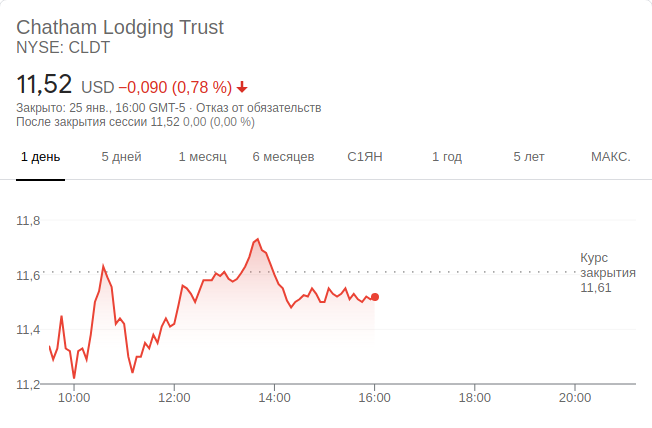 Chatham Lodging Trust
NYSE: CLDT
11,52 USD −0,090 (0,78 %)
Закрыто: 25 янв., 16:00 GMT-5 · Отказ от обязательств
После закрытия сессии 11,52 0,00 (0,00 %)
1 день 5 дней 1 месяц 6 месяцев С1ЯН 1 год 5 лет МАКС.
11,8
Курс
11,6 закрытия
11,61
11,4
11,2
10:00 12:00 14:00 16:00 18:00 20:00